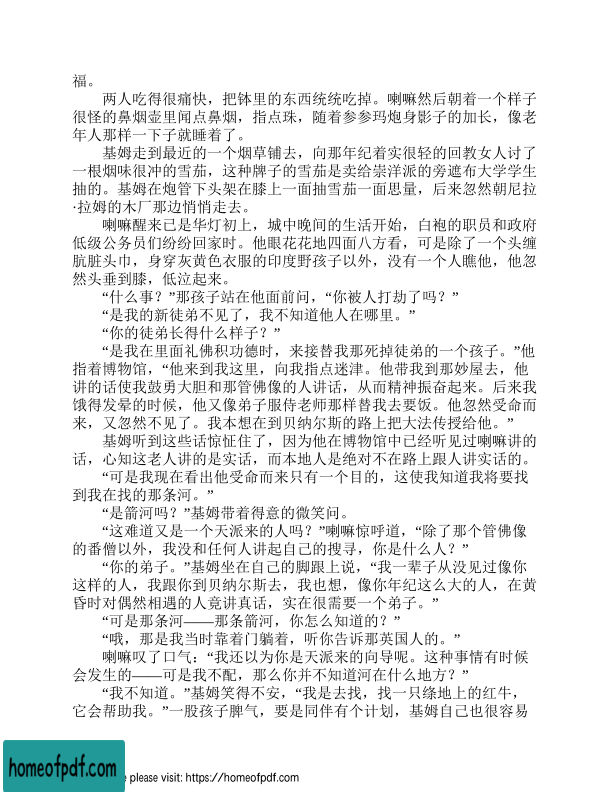 福。
两人吃得很痛快，把钵里的东西统统吃掉。喇嘛然后朝着一个样子
很怪的鼻烟壶里闻点鼻烟，指点珠，随着参参玛炮身影子的加长，像老
年人那样一下子就睡着了。
基姆走到最近的一个烟草铺去，向那年纪着实很轻的回教女人讨了
一根烟味很冲的雪茄，这种牌子的雪茄是卖给崇洋派的旁遮布大学学生
抽的。基姆在炮管下头架在膝上一面抽雪茄一面思量，后来忽然朝尼拉
·拉姆的木厂那边悄悄走去。
喇嘛醒来已是华灯初上，城中晚间的生活开始，白袍的职员和政府
低级公务员们纷纷回家时。他眼花花地四面八方看，可是除了一个头缠
肮脏头巾，身穿灰黄色衣服的印度野孩子以外，没有一个人瞧他，他忽
然头垂到膝，低泣起来。
“什么事？”那孩子站在他面前问，“你被人打劫了吗？”
“是我的新徒弟不见了，我不知道他人在哪里。”
“你的徒弟长得什么样子？”
“是我在里面礼佛积功德时，来接替我那死掉徒弟的一个孩子。”他
指着博物馆，“他来到我这里，向我指点迷津。他带我到那妙屋去，他
讲的话使我鼓勇大胆和那管佛像的人讲话，从而精神振奋起来。后来我
饿得发晕的时候，他又像弟子服侍老师那样替我去要饭。他忽然受命而
来，又忽然不见了。我本想在到贝纳尔斯的路上把大法传授给他。”
基姆听到这些话惊怔住了，因为他在博物馆中已经听见过喇嘛讲的
话，心知这老人讲的是实话，而本地人是绝对不在路上跟人讲实话的。
“可是我现在看出他受命而来只有一个目的，这使我知道我将要找
到我在找的那条河。”
“是箭河吗？”基姆带着得意的微笑问。
“这难道又是一个天派来的人吗？”喇嘛惊呼道，“除了那个管佛像
的番僧以外，我没和任何人讲起自己的搜寻，你是什么人？”
“你的弟子。”基姆坐在自己的脚跟上说，“我一辈子从没见过像你
这样的人，我跟你到贝纳尔斯去，我也想，像你年纪这么大的人，在黄
昏时对偶然相遇的人竟讲真话，实在很需要一个弟子。”
“可是那条河——那条箭河，你怎么知道的？”
“哦，那是我当时靠着门躺着，听你告诉那英国人的。”
喇嘛叹了口气：“我还以为你是天派来的向导呢。这种事情有时候
会发生的——可是我不配，那么你并不知道河在什么地方？”
“我不知道。”基姆笑得不安，“我是去找，找一只绦地上的红牛，
它会帮助我。”一股孩子脾气，要是同伴有个计划，基姆自己也很容易
homeofpdf.com
e please visit: https://homeofpdf.com